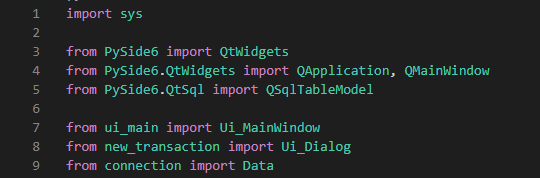 1 import sys
2
3 from PySide6 import QtWidgets
4 from PySide6.QtWidgets import QApplication, QMainWindow
5 from PySide6.QtSql import QSqlTableModel
6
7 from ui_main import Ui_MainWindow
8 from new_transaction import Ui_Dialog
9 from connection import Data